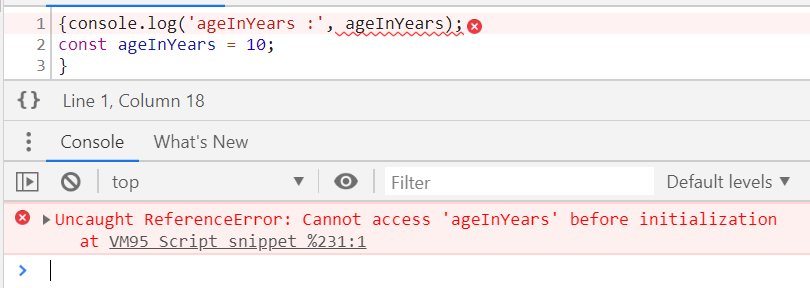 1 {console.log('ageInYears :', ageInYears);
2 const ageInYears = 10;
3 }
{} Line 1, Column 18
Console What's New
top Filter Default levels ▼
Uncaught ReferenceError: Cannot access 'ageInYears' before initialization
at VM95 Script snippet %231:1
>